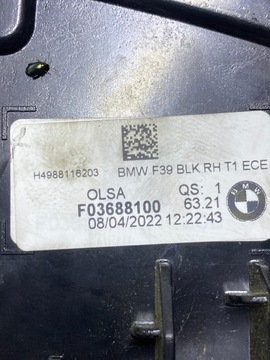 H4988116203 BMW F39 BLK RH T1 ECE
OLSA QS: 1
F03688100 63.21
08/04/2022 12:22:43
BMW